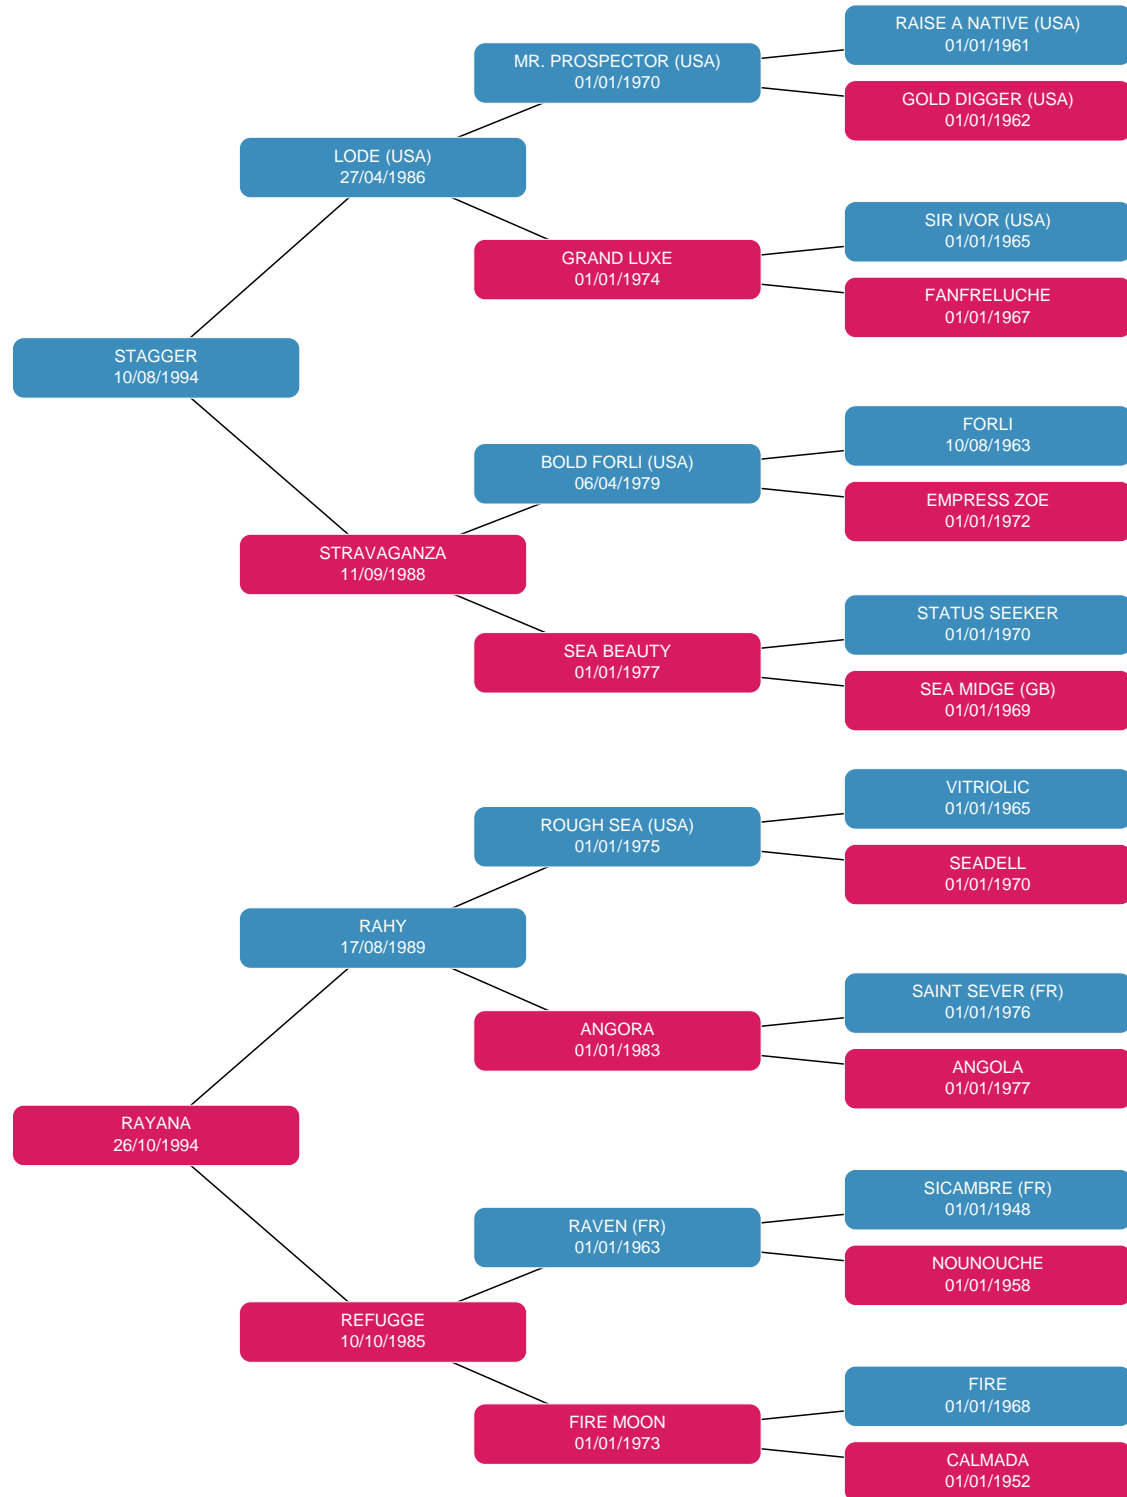 RAISE A NATIVE (USA)
01/01/1961
MR. PROSPECTOR (USA)
01/01/1970
GOLD DIGGER (USA)
01/01/1962
LODE (USA)
27/04/1986
SIR IVOR (USA)
01/01/1965
GRAND LUXE
01/01/1974
FANFRELUCHE
01/01/1967
STAGGER
10/08/1994
FORLI
10/08/1963
BOLD FORLI (USA)
06/04/1979
EMPRESS ZOE
01/01/1972
STRAVAGANZA
11/09/1988
STATUS SEEKER
01/01/1970
SEA BEAUTY
01/01/1977
SEA MIDGE (GB)
01/01/1969
VITRIOLIC
01/01/1965
ROUGH SEA (USA)
01/01/1975
SEADELL
01/01/1970
RAHY
17/08/1989
SAINT SEVER (FR)
01/01/1976
ANGORA
01/01/1983
ANGOLA
01/01/1977
RAYANA
26/10/1994
SICAMBRE (FR)
01/01/1948
RAVEN (FR)
01/01/1963
NOUNOUCHE
01/01/1958
REFUGGE
10/10/1985
FIRE
01/01/1968
FIRE MOON
01/01/1973
CALMADA
01/01/1952